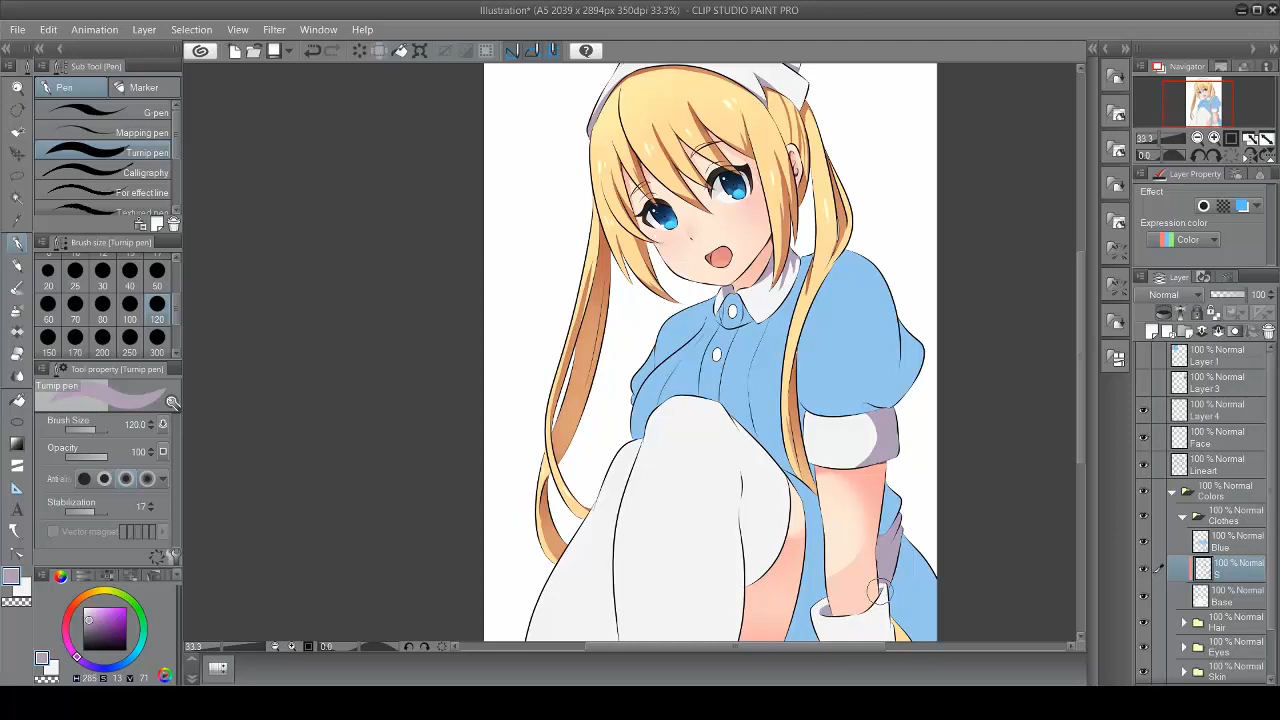 Illustration* (A5 2039 x 2894px 350dpi 33.3%) - CLIP STUDIO PAINT PRO
File Edit Animation Layer Selection View Filter Window Help
Sub Tool [Pen]
Pen Marker
G-pen
Mapping pen
Turnip pen
Calligraphy
For effect line
Textured pen
Brush size [Turnip pen]
20 25 30 40 50
60 70 80 100 120
150 170 200 250 300
Tool property [Turnip pen]
Turnip pen
Brush Size 120.0
Opacity 100
Stabilization 17
Vector magnet
H 285 S 13 V 71
33.3 0.0
Navigator
33.3
0.0
Layer Property
Effect
Expression color
Color
Layer
Normal 100
100 % Normal
Layer 1
100 % Normal
Layer 3
100 % Normal
Layer 4
100 % Normal
Face
100 % Normal
Lineart
100 % Normal
Colors
100 % Normal
Clothes
100 % Normal
Blue
100 % Normal
S
100 % Normal
Base
100 % Normal
Hair
100 % Normal
Eyes
100 % Normal
Skin